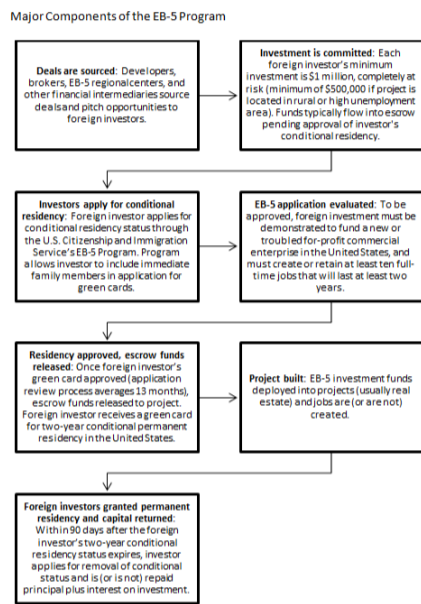 Major Components of the EB-5 Program
Deals are sourced: Developers,
brokers, EB-5 regional centers, and
other financial intermediaries source
deals and pitch opportunities to
foreign investors.
Investment is committed: Each
foreign investor's minimum
investment is $1 million, completely at
risk (minimum of $500,000 if project is
located in rural or high unemployment
area). Funds typically flow into escrow
pending approval of investor's
conditional residency.
Investors apply for conditional
residency: Foreign investor applies for
conditional residency status through
the U.S. Citizenship and Immigration
Service's EB-5 Program. Program
allows investor to include immediate
family members in application for
green cards.
EB-5 application evaluated: To be
approved, foreign investment must be
demonstrated to fund a new or
troubled for-profit commercial
enterprise in the United States, and
must create or retain at least ten full-
time jobs that will last at least two
years.
Residency approved, escrow funds
released: Once foreign investor's
green card approved (application
review process averages 13 months),
escrow funds released to project.
Foreign investor receives a green card
for two-year conditional permanent
residency in the United States.
Project built: EB-5 investment funds
deployed into projects (usually real
estate) and jobs are (or are not)
created.
Foreign investors granted permanent
residency and capital returned:
Within 90 days after the foreign
investor's two-year conditional
residency status expires, investor
applies for removal of conditional
status and is (or is not) repaid
principal plus interest on investment.